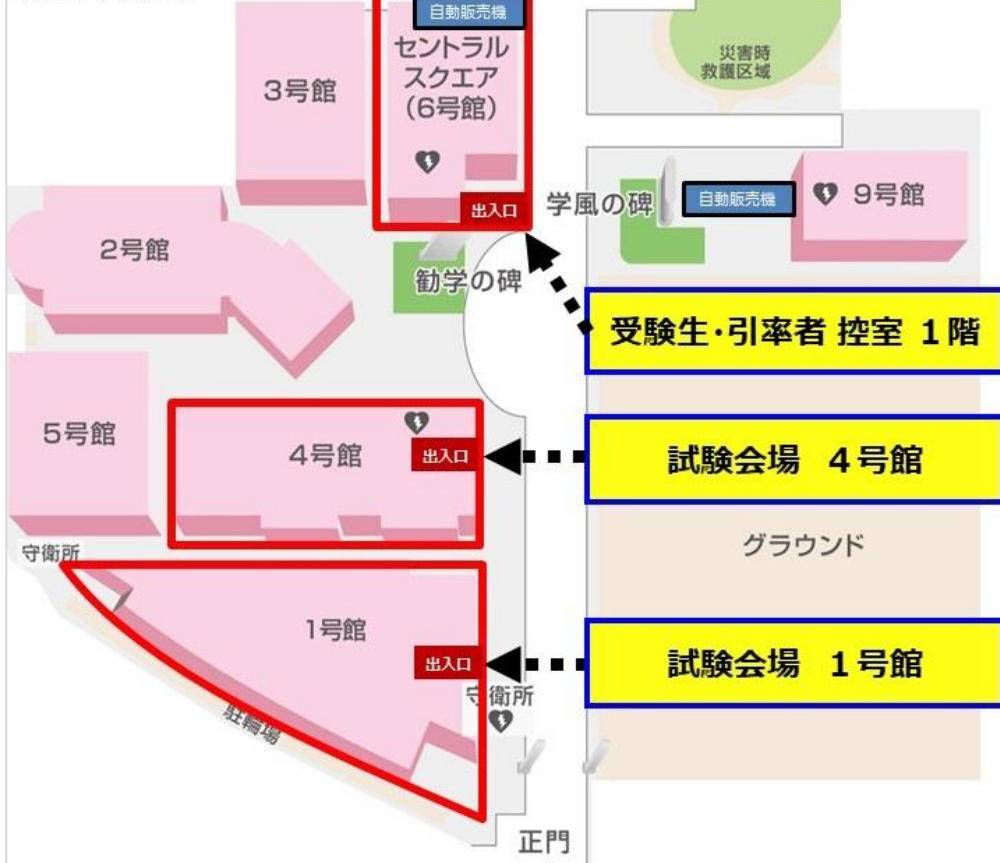 自動販売機
セントラル
スクエア
(6号館)
3号館
災害時
救護区域
出入口
学風の碑
自動販売機
9号館
2号館
勧学の碑
受験生・引率者 控室 1階
5号館
4号館
出入口
試験会場 4号館
守衛所
グラウンド
1号館
出入口
試験会場 1号館
守衛所
駐輪場
正門